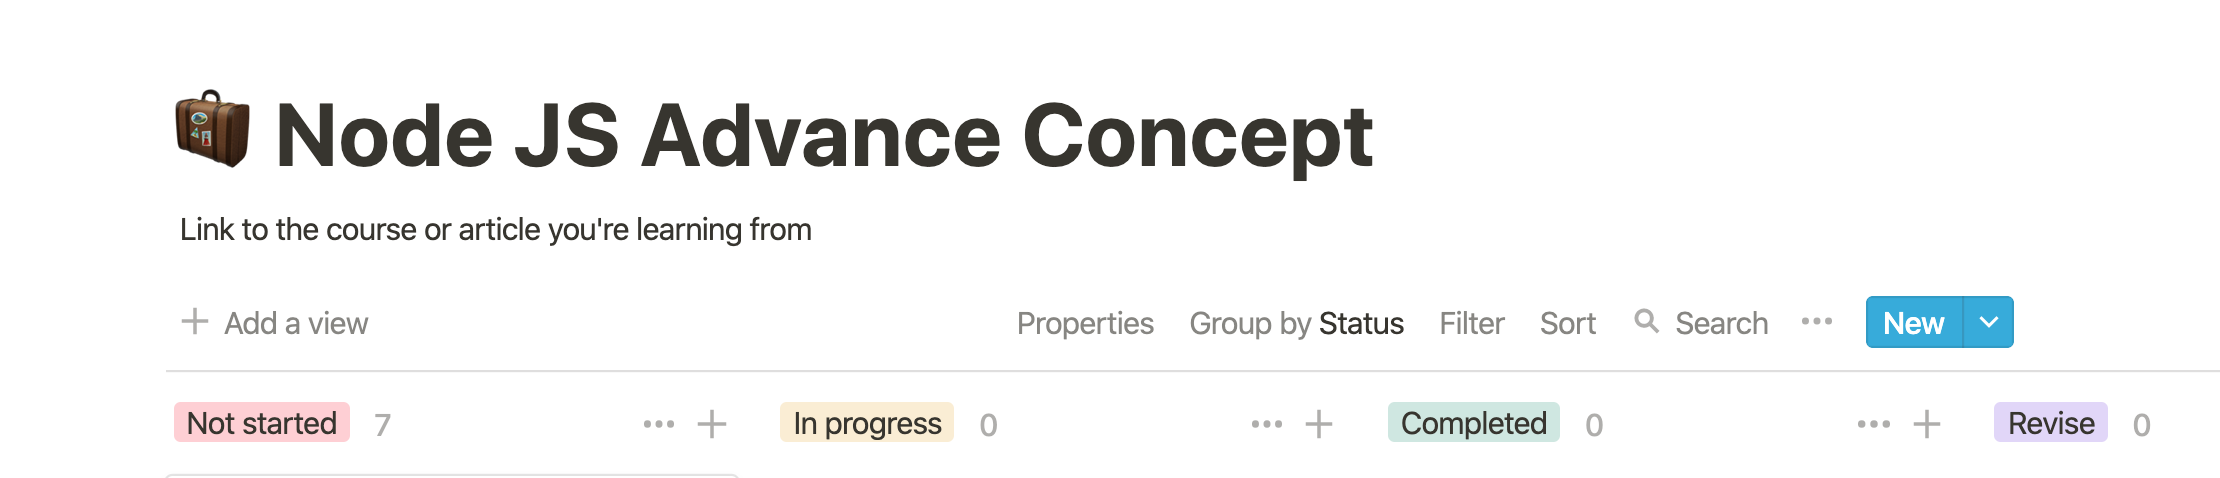 Node JS Advance Concept
Link to the course or article you're learning from
Add a view Properties Group by Status Filter Sort Search New
Not started 7 In progress 0 Completed 0 Revise 0